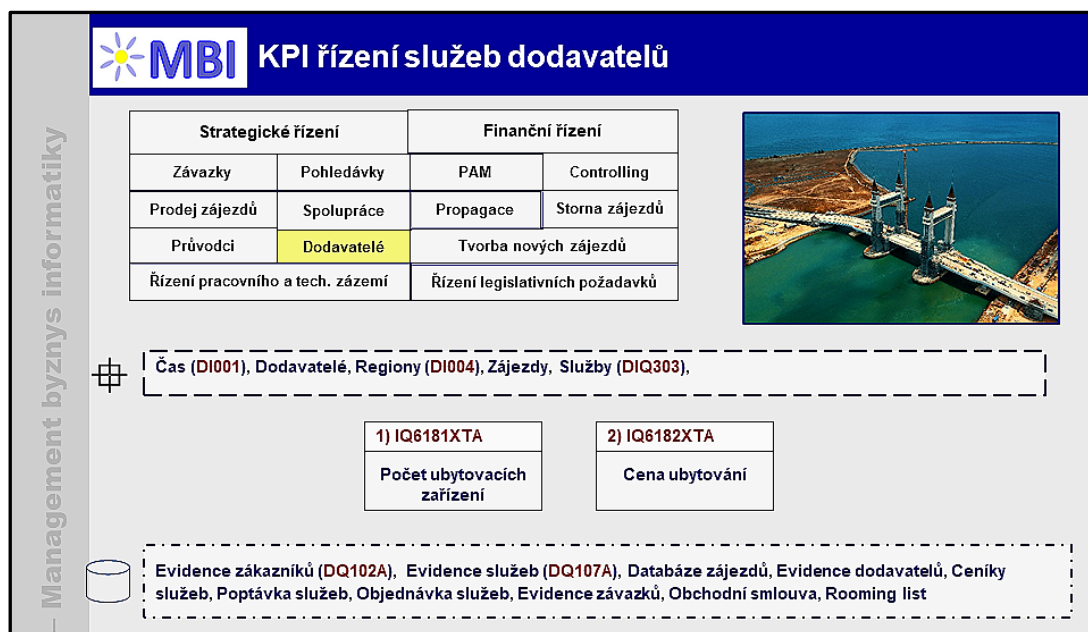 MBI KPI řízení služeb dodavatelů
Strategické řízení Finanční řízení
Závazky Pohledávky PAM Controlling
Prodej zájezdů Spolupráce Propagace Storna zájezdů
Průvodci Dodavatelé Tvorba nových zájezdů
Řízení pracovního a tech. zázemí Řízení legislativních požadavků
Čas (DI001), Dodavatelé, Regiony (DI004), Zájezdy, Služby (DIQ303),
1) IQ6181XTA
Počet ubytovacích
zařízení
2) IQ6182XTA
Cena ubytování
Evidence zákazníků (DQ102A), Evidence služeb (DQ107A), Databáze zájezdů, Evidence dodavatelů, Ceníky
služeb, Poptávka služeb, Objednávka služeb, Evidence závazků, Obchodní smlouva, Rooming list
– Management byznys informatiky